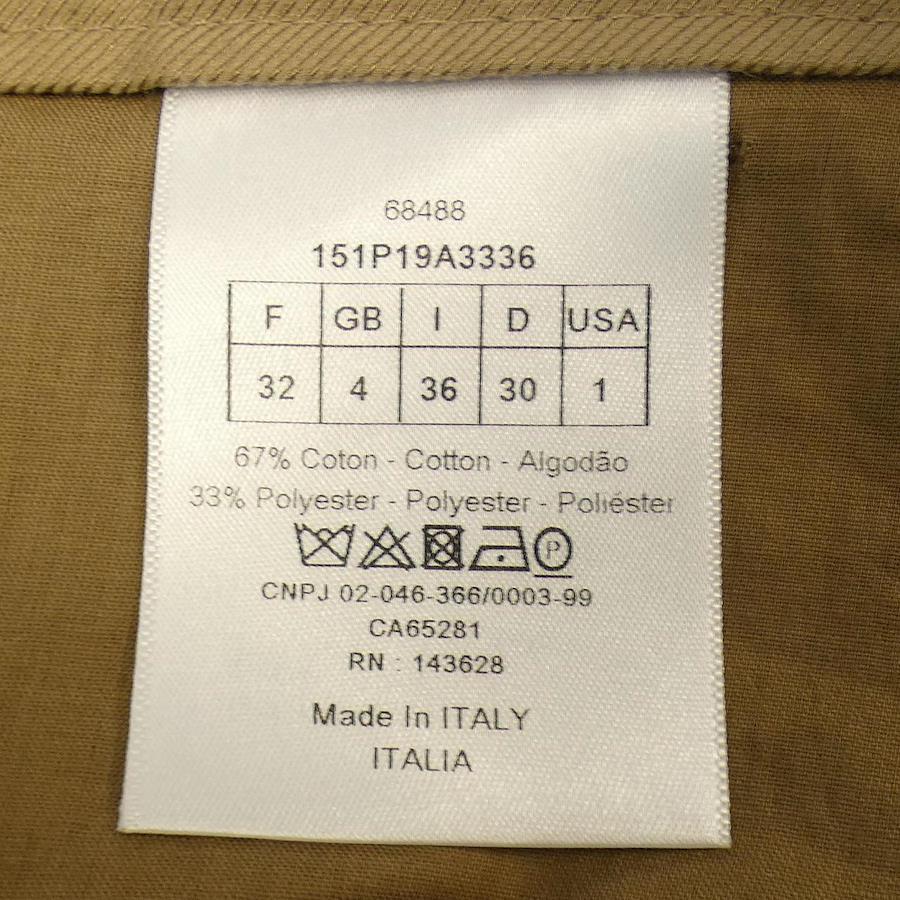 68488
151P19A3336
F GB I D USA
32 4 36 30 1
67% Coton - Cotton - Algodão
33% Polyester - Polyester - Poliéster
P
CNPJ 02-046-366/0003-99
CA65281
RN : 143628
Made In ITALY
ITALIA